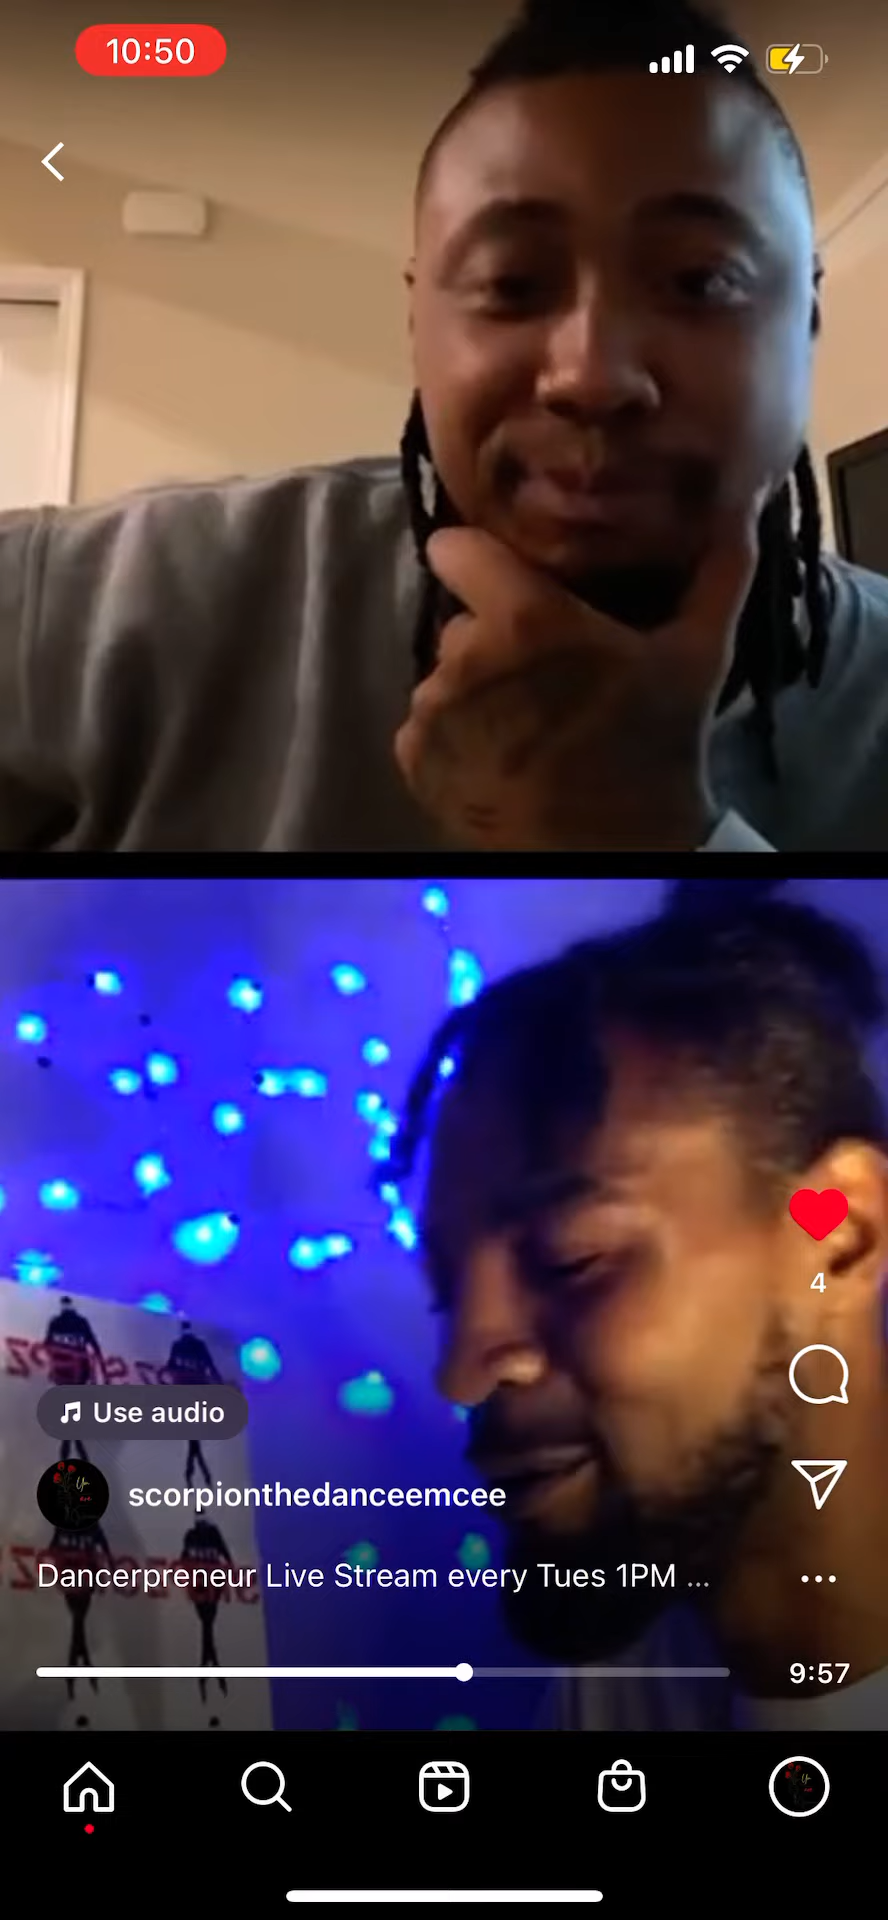 10:50
4
Use audio
scorpionthedanceemcee
Dancerpreneur Live Stream every Tues 1PM ...
9:57